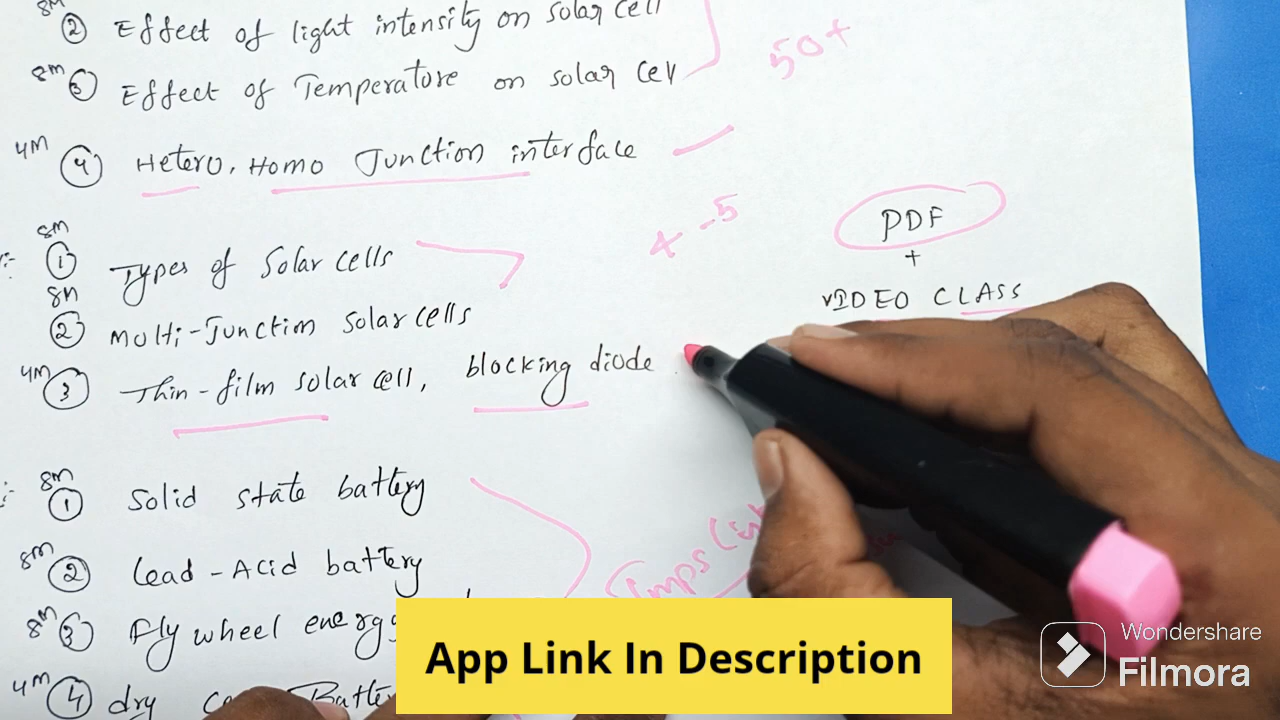 8M
② Effect of light intensity on solar cell
50+
8M ③ Effect of Temperature on solar cell
4M ④ Hetero, Homo Junction interface
4-5
PDF
+
VIDEO CLASS
8M
① Types of Solar cells
8M
② Multi-Junction Solar cells
4M ③ Thin-film solar cell, blocking diode
8M
① Solid state battery
8M ② Lead-Acid battery
Imps
8M ③ Fly wheel energy
4M ④ dry
App Link In Description
Wondershare
Filmora